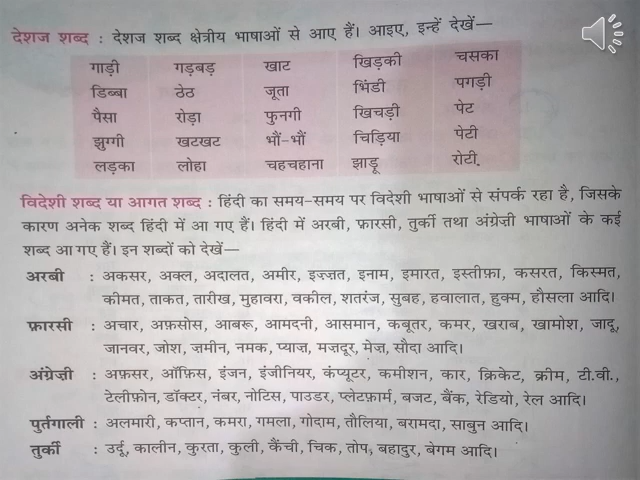 देशज शब्द : देशज शब्द क्षेत्रीय भाषाओं से आए हैं। आइए, इन्हें देखें—
गाड़ी गड़बड़ खाट खिड़की चसका
डिब्बा ठेठ जूता भिंडी पगड़ी
पैसा रोड़ा फुनगी खिचड़ी पेट
झुग्गी खटखट भौं-भौं चिड़िया पेटी
लड़का लोहा चहचहाना झाड़ू रोटी
विदेशी शब्द या आगत शब्द : हिंदी का समय-समय पर विदेशी भाषाओं से संपर्क रहा है, जिसके
कारण अनेक शब्द हिंदी में आ गए हैं। हिंदी में अरबी, फ़ारसी, तुर्की तथा अंग्रेज़ी भाषाओं के कई
शब्द आ गए हैं। इन शब्दों को देखें—
अरबी : अकसर, अक्ल, अदालत, अमीर, इज़्ज़त, इनाम, इमारत, इस्तीफ़ा, कसरत, किस्मत,
कीमत, ताकत, तारीख, मुहावरा, वकील, शतरंज, सुबह, हवालात, हुक्म, हौसला आदि।
फ़ारसी : अचार, अफ़सोस, आबरू, आमदनी, आसमान, कबूतर, कमर, खराब, खामोश, जादू,
जानवर, जोश, ज़मीन, नमक, प्याज़, मज़दूर, मेज़, सौदा आदि।
अंग्रेज़ी : अफ़सर, ऑफ़िस, इंजन, इंजीनियर, कंप्यूटर, कमीशन, कार, क्रिकेट, क्रीम, टी.वी.,
टेलीफ़ोन, डॉक्टर, नंबर, नोटिस, पाउडर, प्लेटफ़ार्म, बजट, बैंक, रेडियो, रेल आदि।
पुर्तगाली : अलमारी, कप्तान, कमरा, गमला, गोदाम, तौलिया, बरामदा, साबुन आदि।
तुर्की : उर्दू, कालीन, कुरता, कुली, कैंची, चिक, तोप, बहादुर, बेगम आदि।